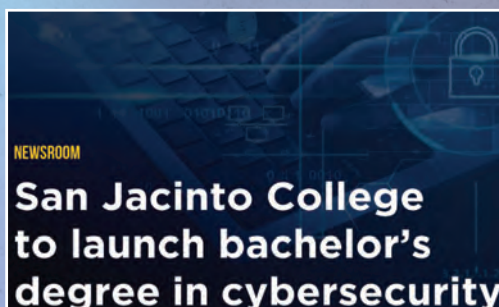 NEWSROOM
San Jacinto College
to launch bachelor's
degree in cybersecurity